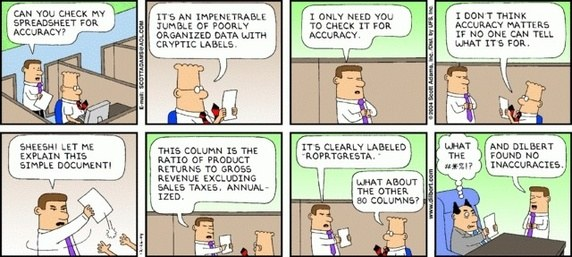 CAN YOU CHECK MY
SPREADSHEET FOR
ACCURACY?
E-mail: SCOTTADAMS@AOL.COM
IT'S AN IMPENETRABLE
JUMBLE OF POORLY
ORGANIZED DATA WITH
CRYPTIC LABELS.
I ONLY NEED YOU
TO CHECK IT FOR
ACCURACY.
©2004 Scott Adams, Inc./Dist. by UFS, Inc.
I DON'T THINK
ACCURACY MATTERS
IF NO ONE CAN TELL
WHAT IT'S FOR.
SHEESH! LET ME
EXPLAIN THIS
SIMPLE DOCUMENT!
THIS COLUMN IS THE
RATIO OF PRODUCT
RETURNS TO GROSS
REVENUE EXCLUDING
SALES TAXES, ANNUAL-
IZED.
IT'S CLEARLY LABELED
"ROPRTGRESTA."
WHAT ABOUT
THE OTHER
80 COLUMNS?
www.dilbert.com
WHAT
THE
#*%!?
AND DILBERT
FOUND NO
INACCURACIES.